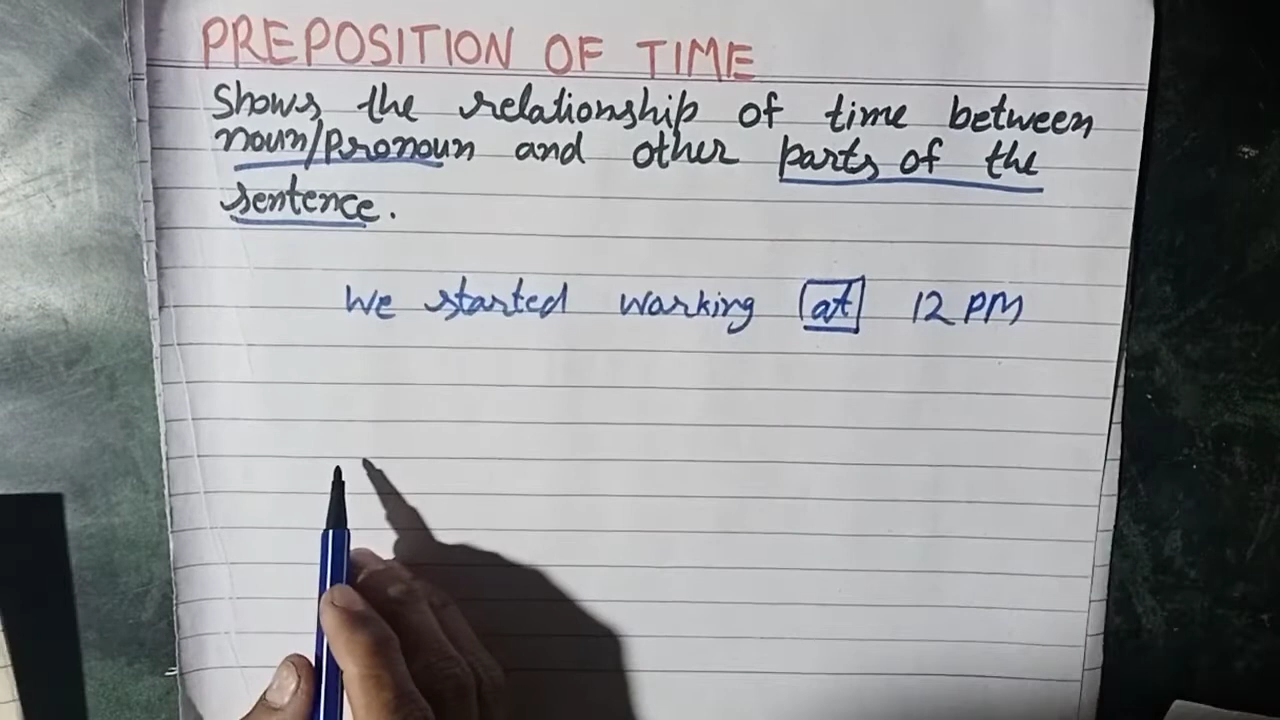 PREPOSITION OF TIME
Shows the relationship of time between
noun/pronoun and other parts of the
sentence.
We started working at 12 PM